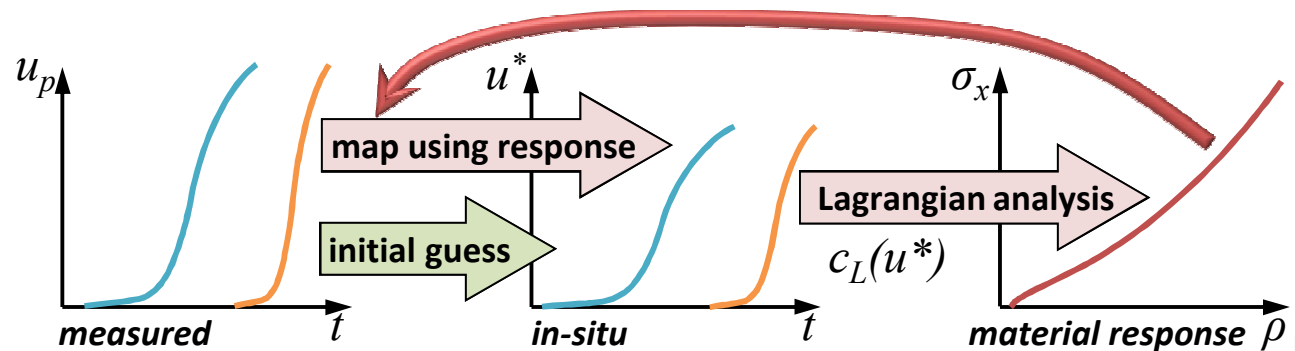 u_p
u*
σ_x
map using response
Lagrangian analysis
initial guess
c_L(u*)
measured t
in-situ t
material response ρ